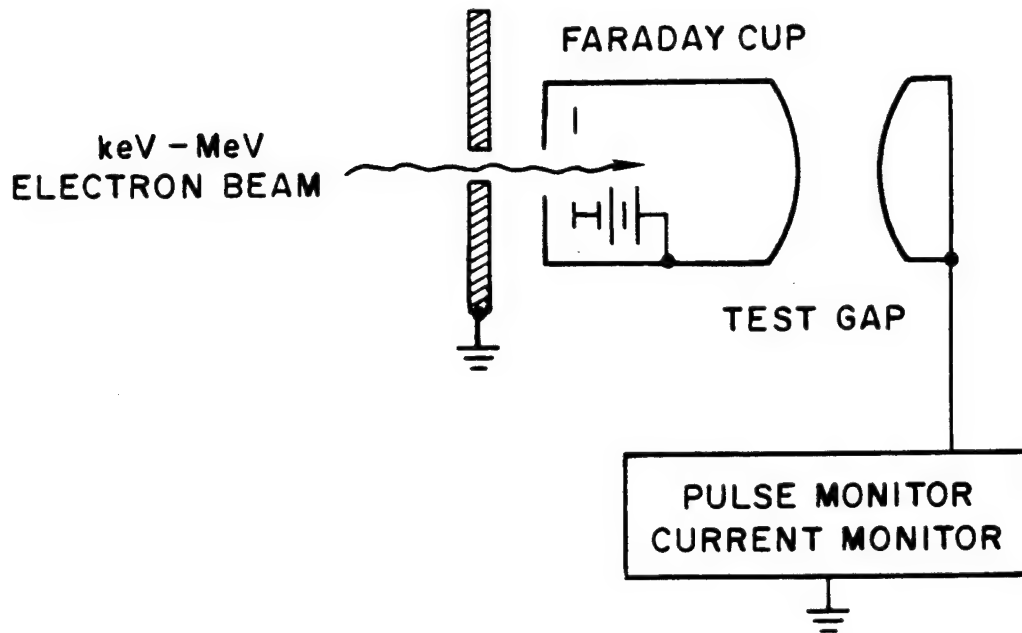 FARADAY CUP
keV – MeV
ELECTRON BEAM
TEST GAP
PULSE MONITOR
CURRENT MONITOR